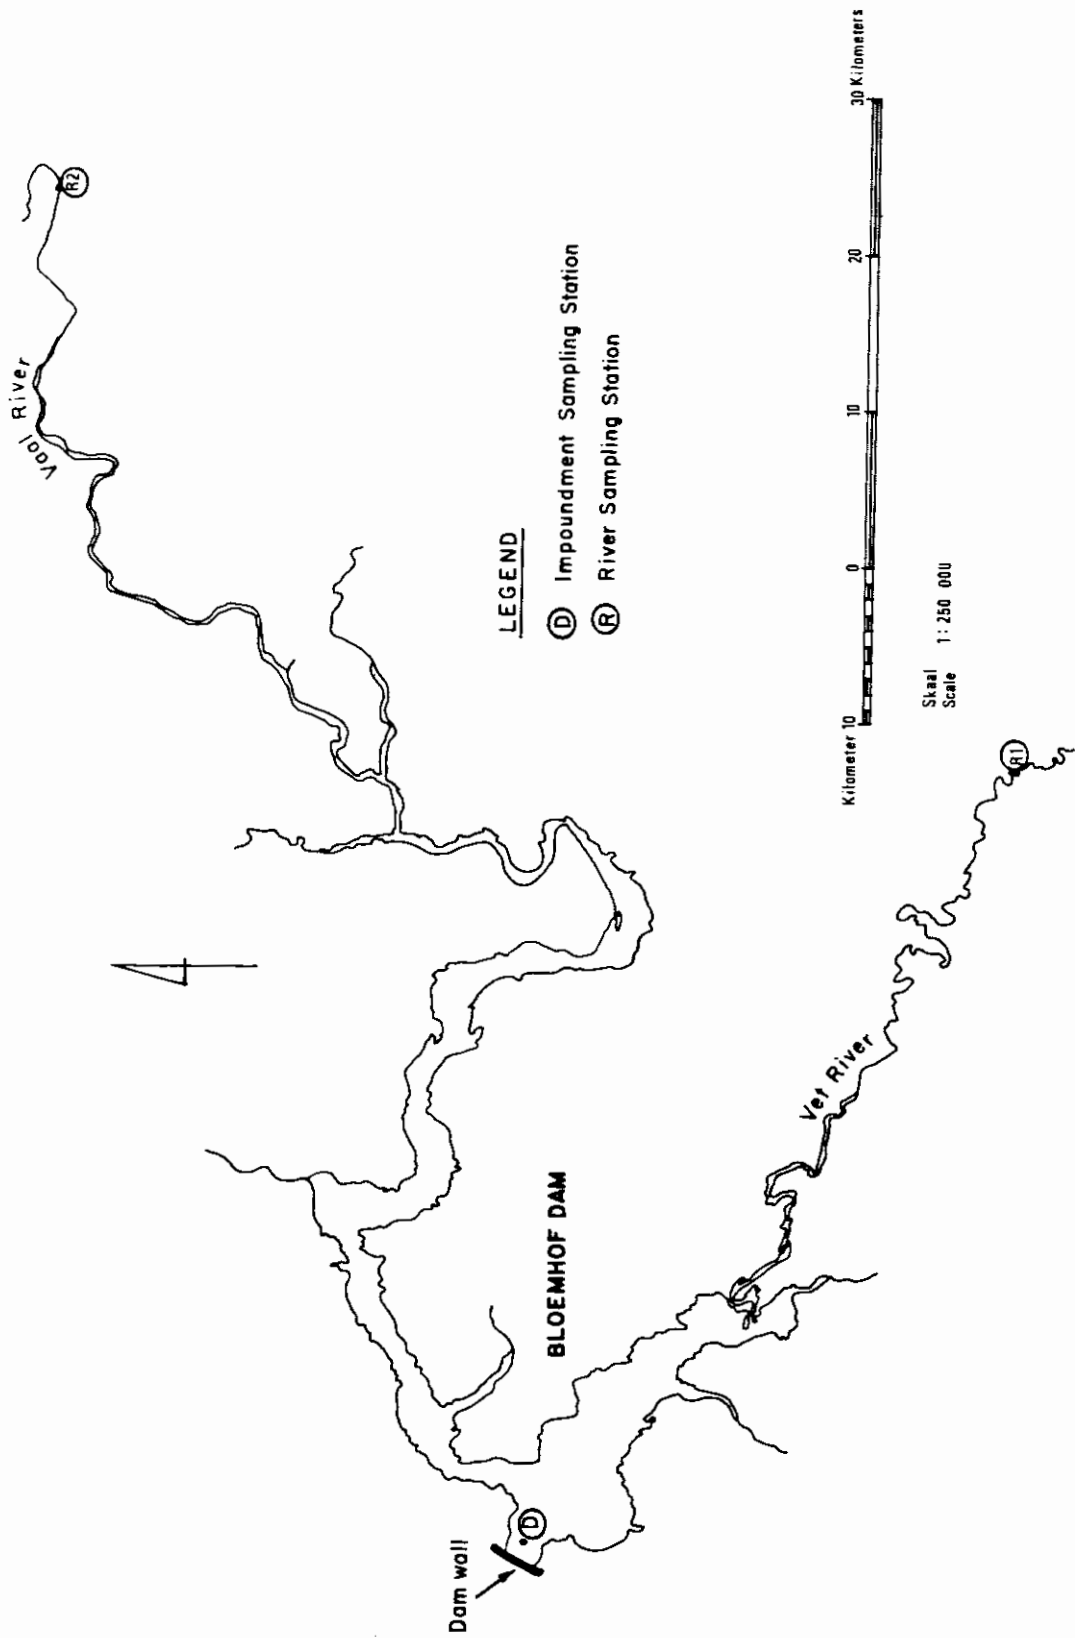 Vaal River
R2
LEGEND
D Impoundment Sampling Station
R River Sampling Station
BLOEMHOF DAM
Dam wall
D
Vet River
R1
Kilometer 10 0 10 20 30 Kilometers
Skaal
Scale 1:250 000